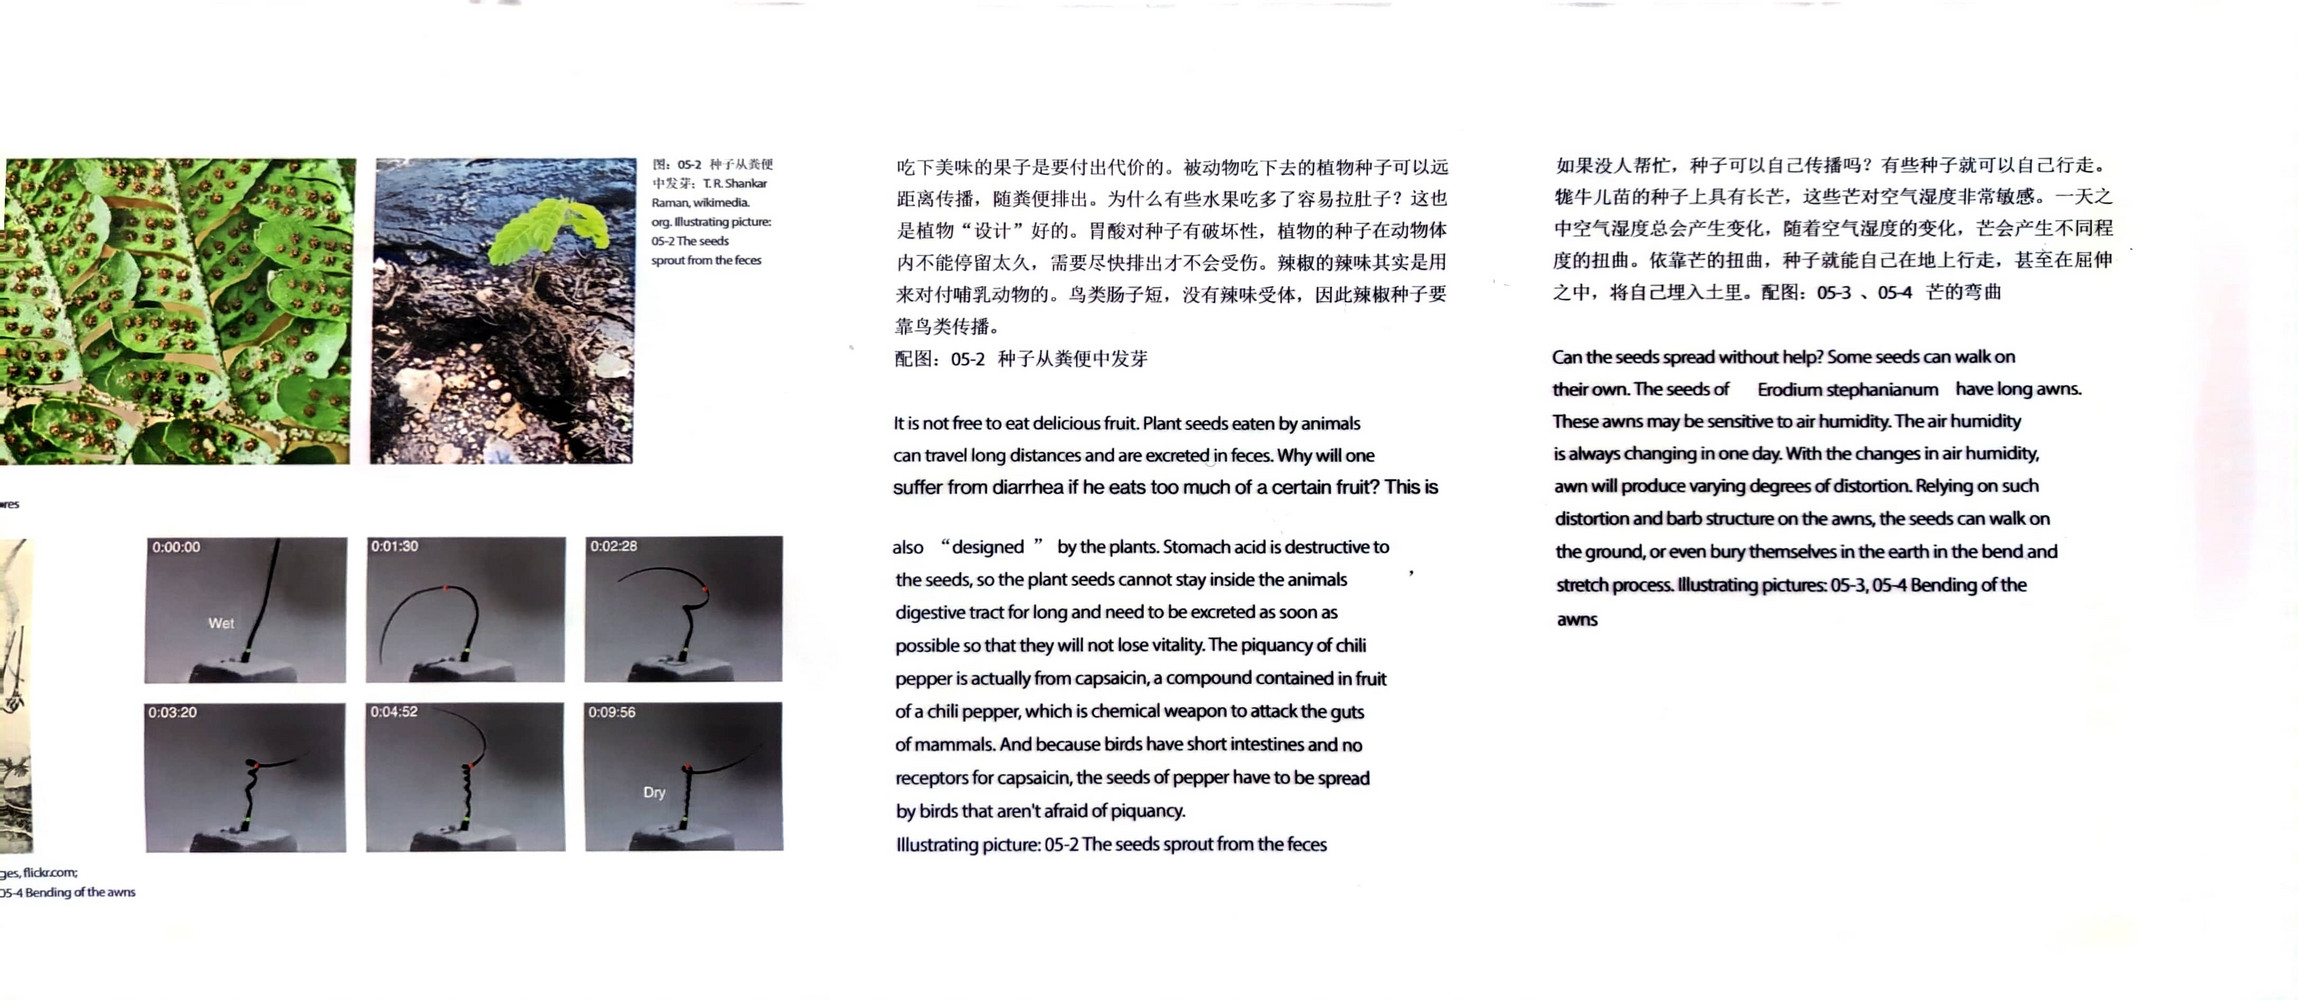 图：05-2 种子从粪便
中发芽：T. R. Shankar
Raman, wikimedia.
org. Illustrating picture:
05-2 The seeds
sprout from the feces
0:00:00
Wet
0:01:30
0:02:28
0:03:20
0:04:52
0:09:56
Dry
flickr.com;
05-4 Bending of the awns
吃下美味的果子是要付出代价的。被动物吃下去的植物种子可以远
距离传播，随粪便排出。为什么有些水果吃多了容易拉肚子？这也
是植物“设计”好的。胃酸对种子有破坏性，植物的种子在动物体
内不能停留太久，需要尽快排出才不会受伤。辣椒的辣味其实是用
来对付哺乳动物的。鸟类肠子短，没有辣味受体，因此辣椒种子要
靠鸟类传播。
配图：05-2 种子从粪便中发芽
It is not free to eat delicious fruit. Plant seeds eaten by animals
can travel long distances and are excreted in feces. Why will one
suffer from diarrhea if he eats too much of a certain fruit? This is
also “designed ” by the plants. Stomach acid is destructive to
the seeds, so the plant seeds cannot stay inside the animals ’
digestive tract for long and need to be excreted as soon as
possible so that they will not lose vitality. The piquancy of chili
pepper is actually from capsaicin, a compound contained in fruit
of a chili pepper, which is chemical weapon to attack the guts
of mammals. And because birds have short intestines and no
receptors for capsaicin, the seeds of pepper have to be spread
by birds that aren't afraid of piquancy.
Illustrating picture: 05-2 The seeds sprout from the feces
如果没人帮忙，种子可以自己传播吗？有些种子就可以自己行走。
牻牛儿苗的种子上具有长芒，这些芒对空气湿度非常敏感。一天之
中空气湿度总会产生变化，随着空气湿度的变化，芒会产生不同程
度的扭曲。依靠芒的扭曲，种子就能自己在地上行走，甚至在屈伸
之中，将自己埋入土里。配图：05-3 、05-4 芒的弯曲
Can the seeds spread without help? Some seeds can walk on
their own. The seeds of Erodium stephanianum have long awns.
These awns may be sensitive to air humidity. The air humidity
is always changing in one day. With the changes in air humidity,
awn will produce varying degrees of distortion. Relying on such
distortion and barb structure on the awns, the seeds can walk on
the ground, or even bury themselves in the earth in the bend and
stretch process. Illustrating pictures: 05-3, 05-4 Bending of the
awns